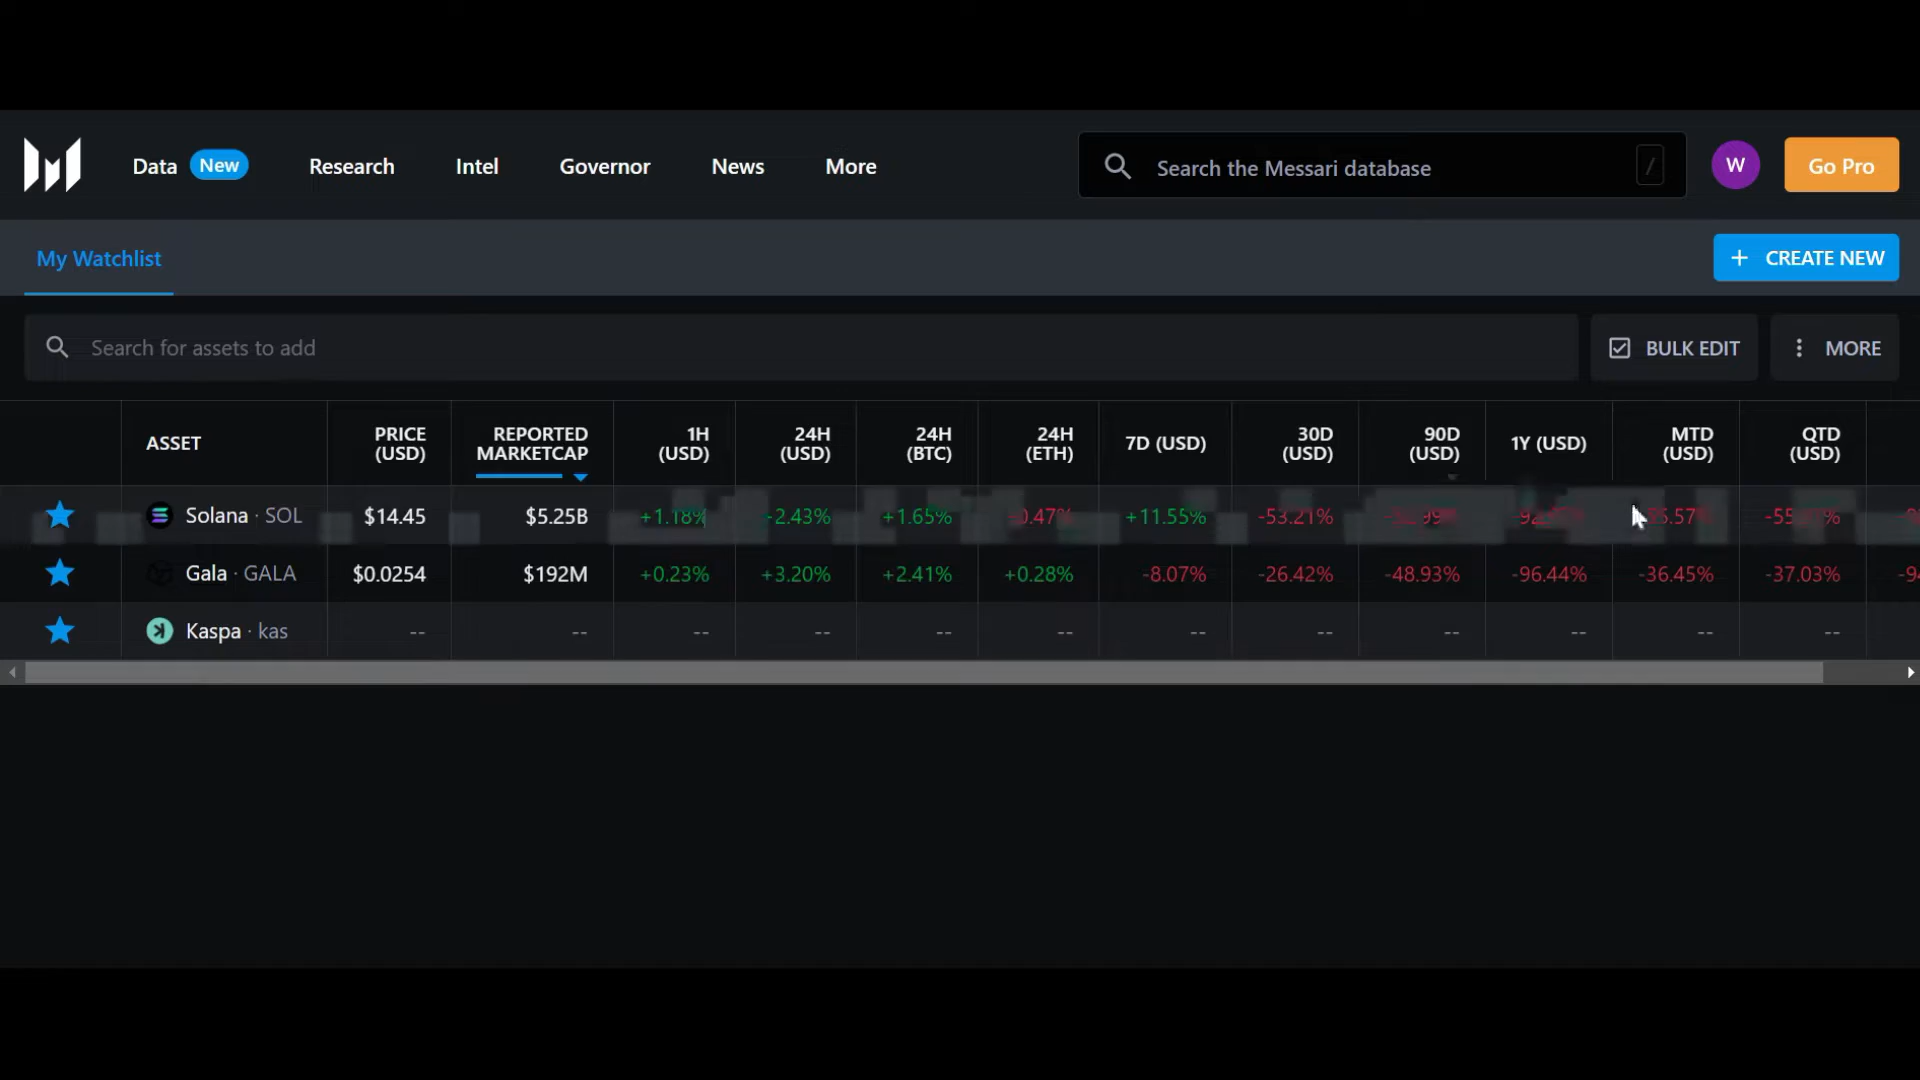 Data New Research Intel Governor News More Search the Messari database / W Go Pro
My Watchlist + CREATE NEW
Search for assets to add BULK EDIT MORE
ASSET PRICE (USD) REPORTED MARKETCAP 1H (USD) 24H (USD) 24H (BTC) 24H (ETH) 7D (USD) 30D (USD) 90D (USD) 1Y (USD) MTD (USD) QTD (USD)
Solana · SOL $14.45 $5.25B +1.18% +1.65% +11.55% -53.21%
Gala · GALA $0.0254 $192M +0.23% +3.20% +2.41% +0.28% -8.07% -26.42% -48.93% -96.44% -36.45% -37.03%
Kaspa · kas -- -- -- -- -- -- -- -- -- -- -- --